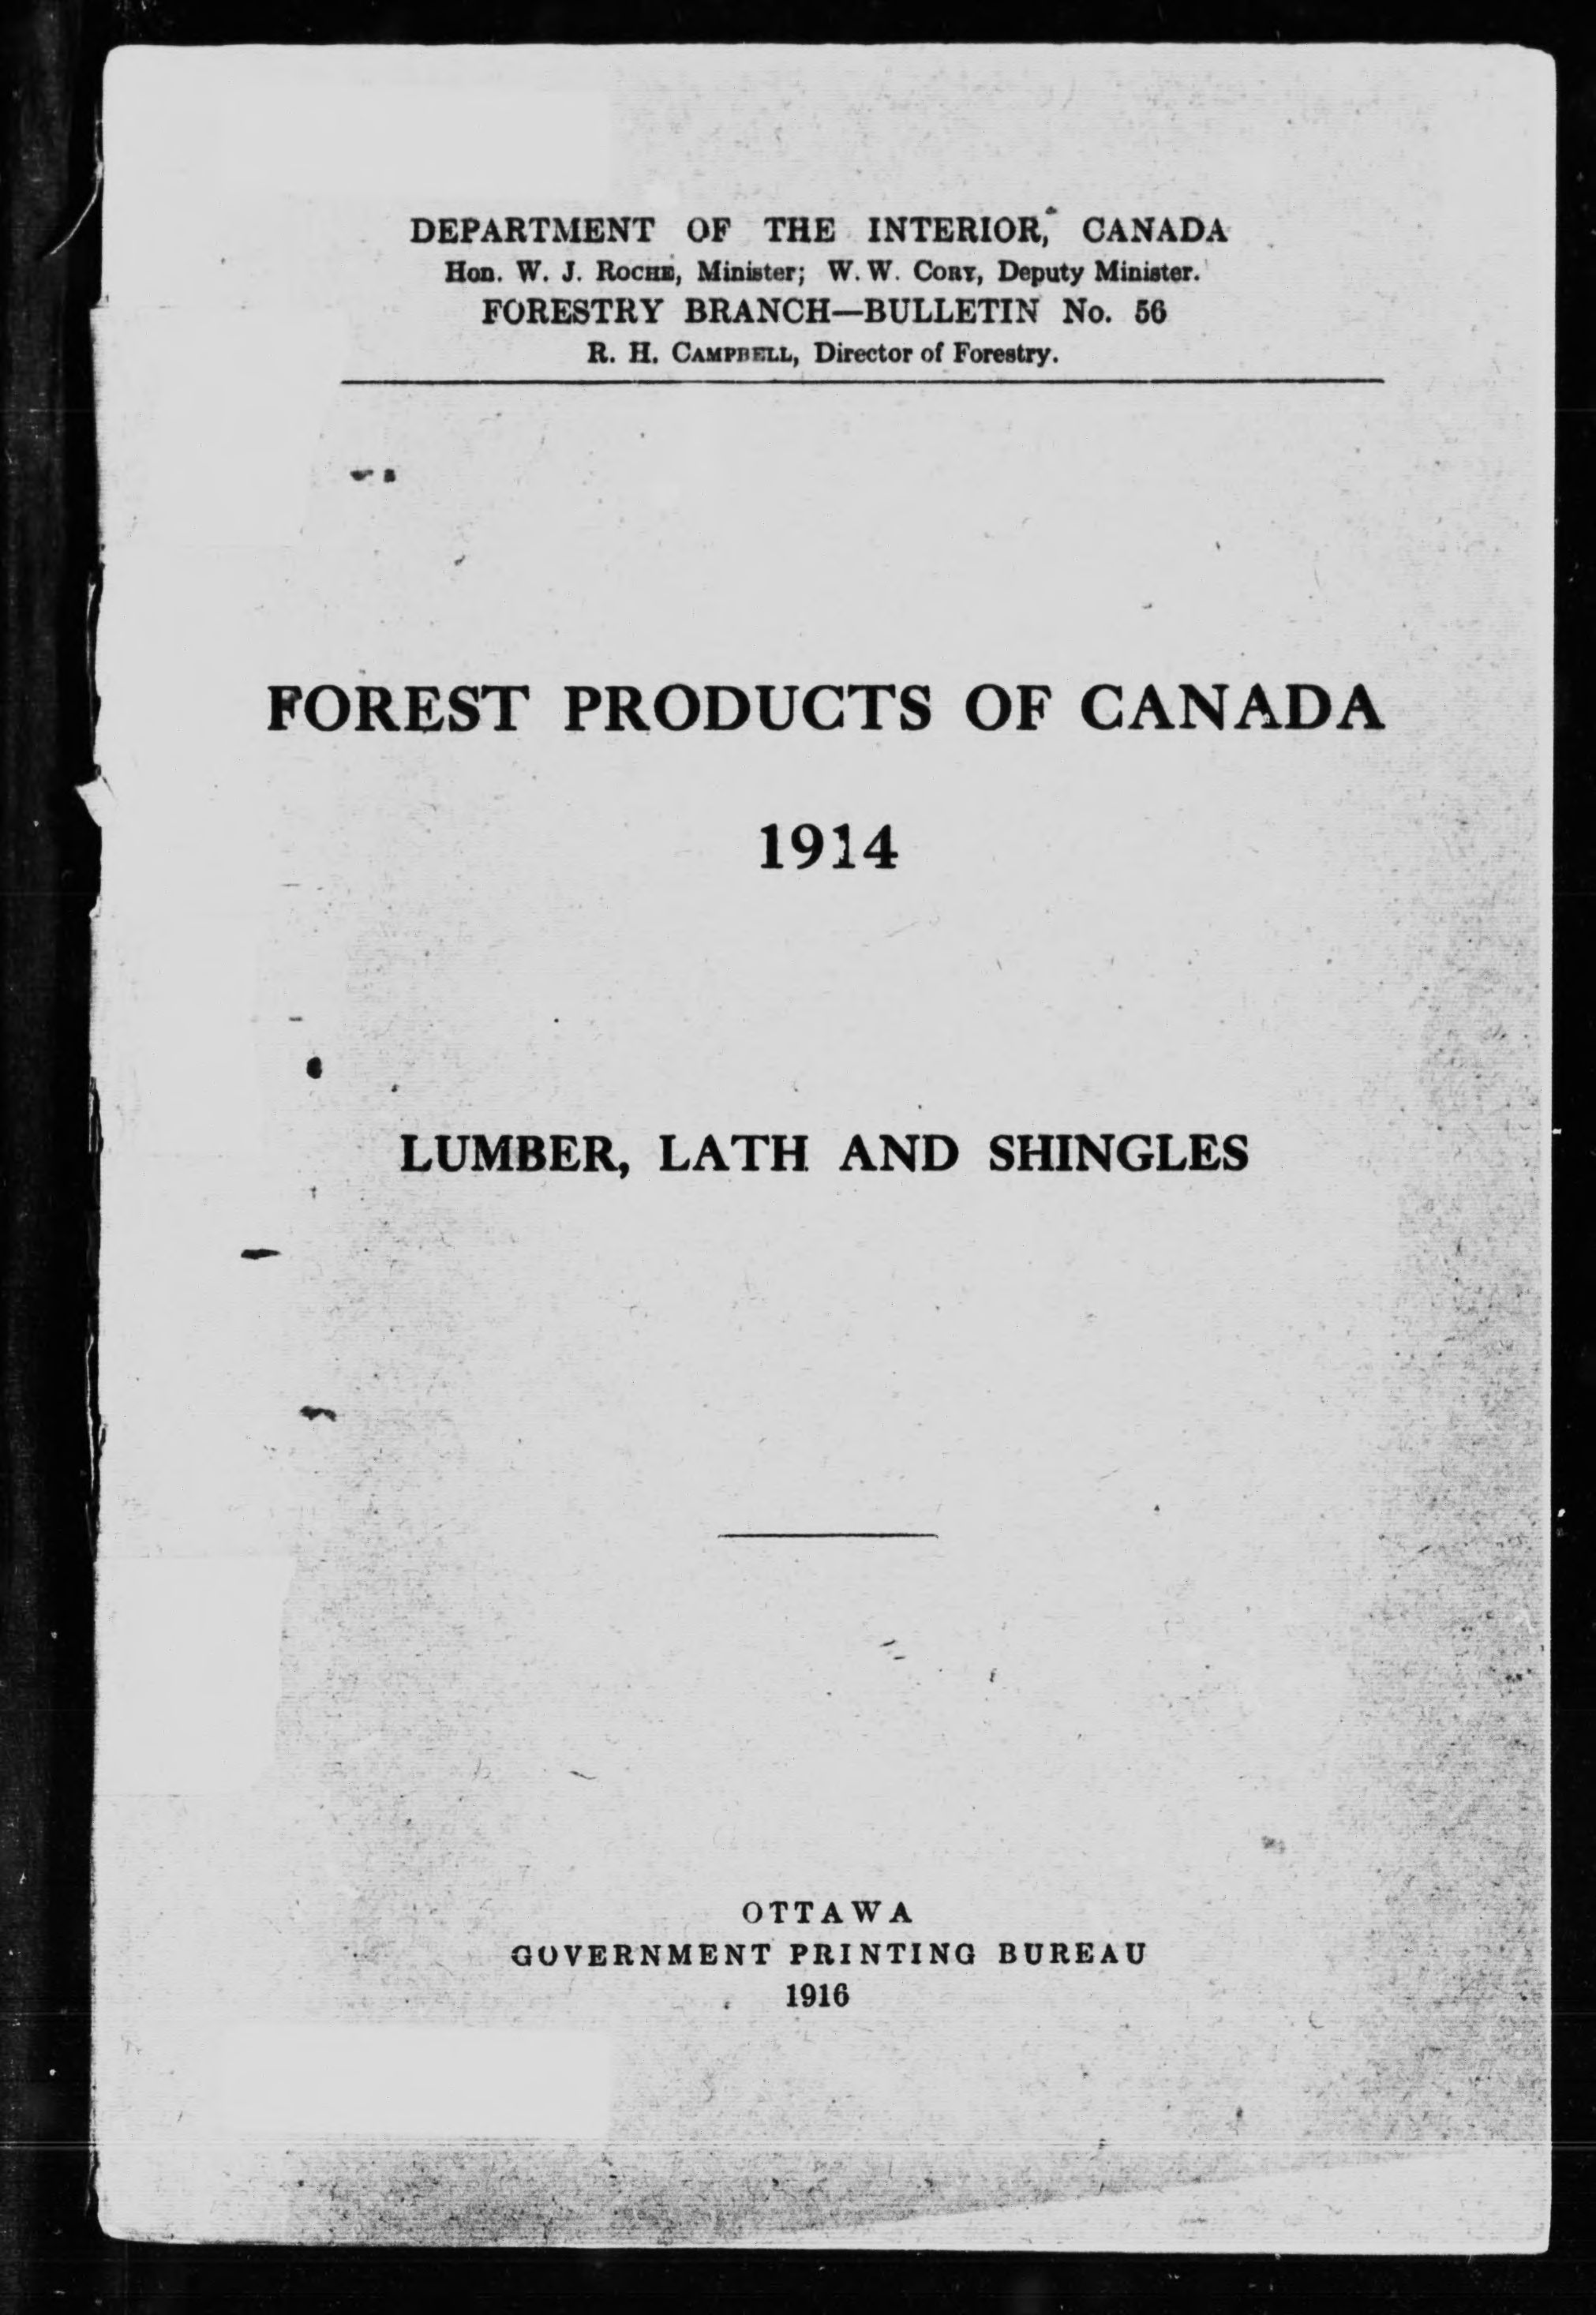 DEPARTMENT OF THE INTERIOR, CANADA
Hon. W. J. ROCHE, Minister; W. W. CORY, Deputy Minister.
FORESTRY BRANCH—BULLETIN No. 56
R. H. CAMPBELL, Director of Forestry.
FOREST PRODUCTS OF CANADA
1914
LUMBER, LATH AND SHINGLES
OTTAWA
GOVERNMENT PRINTING BUREAU
1916